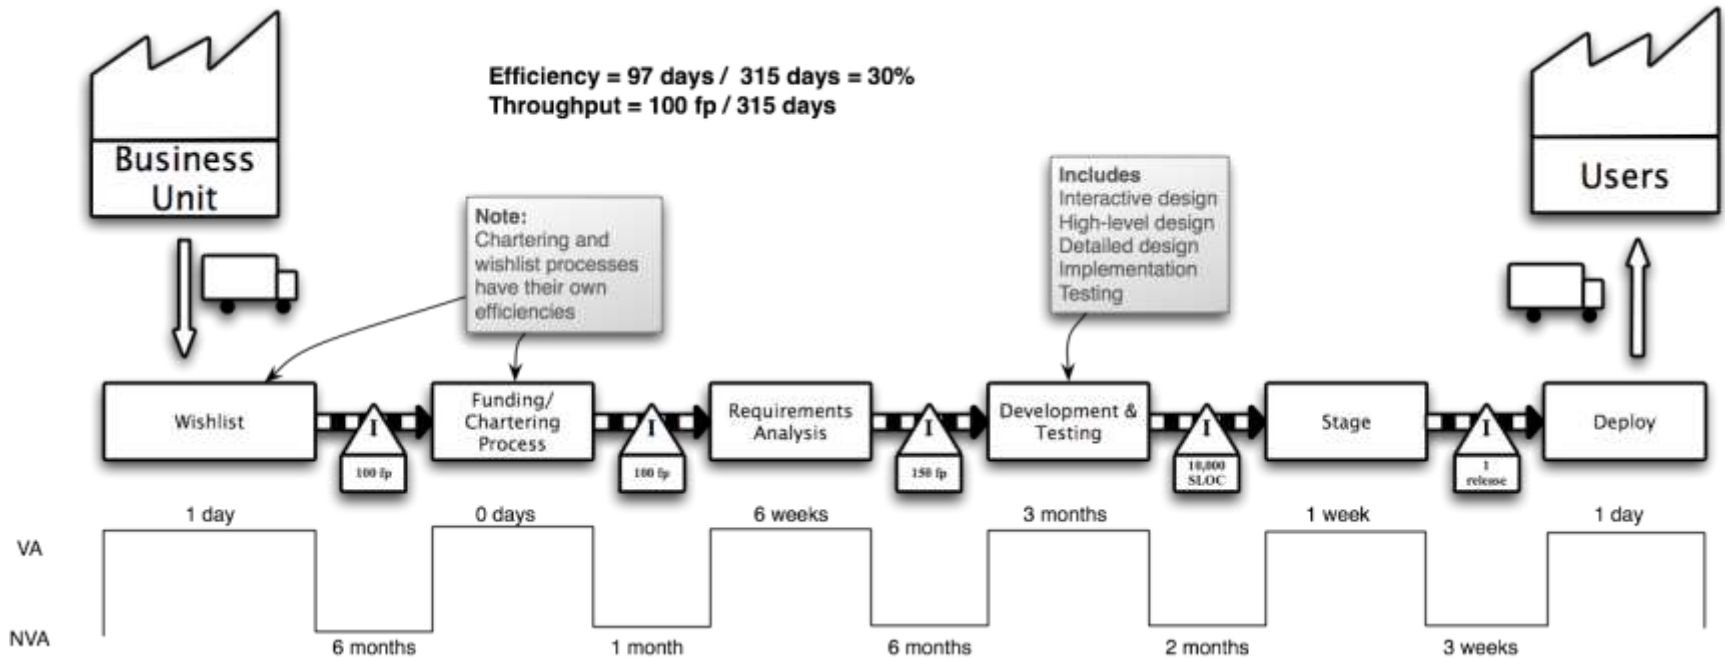 Efficiency = 97 days / 315 days = 30%
Throughput = 100 fp / 315 days
Business
Unit
Users
Note:
Chartering and
wishlist processes
have their own
efficiencies
Includes
Interactive design
High-level design
Detailed design
Implementation
Testing
Wishlist
I
100 fp
Funding/
Chartering
Process
I
100 fp
Requirements
Analysis
I
150 fp
Development &
Testing
I
10,000
SLOC
Stage
I
1
release
Deploy
VA
1 day
0 days
6 weeks
3 months
1 week
1 day
NVA
6 months
1 month
6 months
2 months
3 weeks